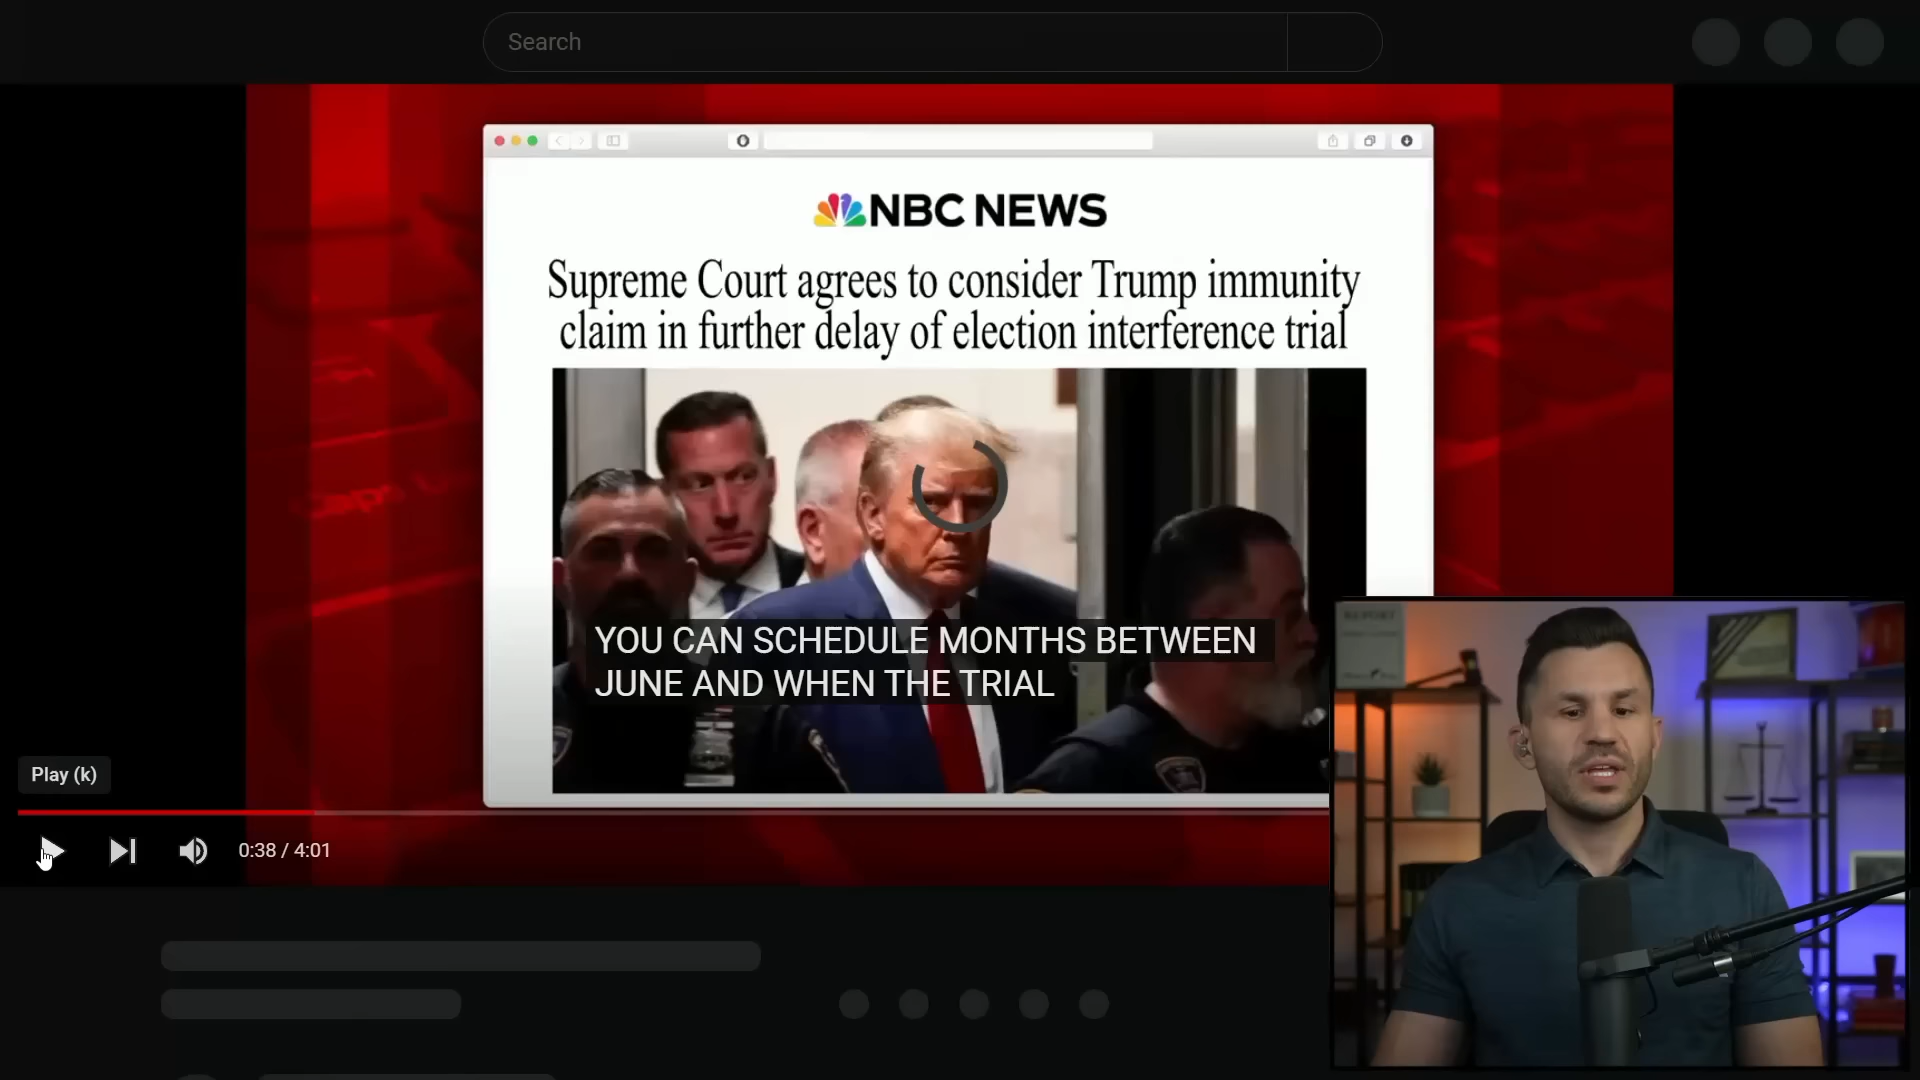 Search
NBC NEWS
Supreme Court agrees to consider Trump immunity
claim in further delay of election interference trial
YOU CAN SCHEDULE MONTHS BETWEEN
JUNE AND WHEN THE TRIAL
Play (k)
0:38 / 4:01
REPORT